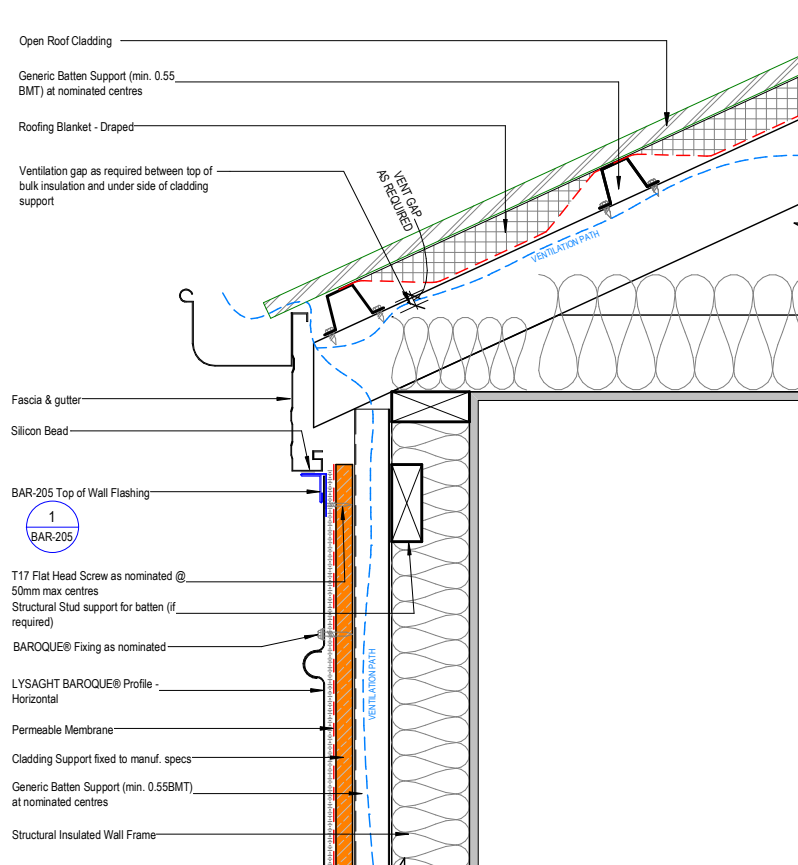 Open Roof Cladding
Generic Batten Support (min. 0.55
BMT) at nominated centres
Roofing Blanket - Draped
Ventilation gap as required between top of
bulk insulation and under side of cladding
support
VENT GAP
AS REQUIRED
VENTILATION PATH
Fascia & gutter
Silicon Bead
BAR-205 Top of Wall Flashing
1
BAR-205
T17 Flat Head Screw as nominated @
50mm max centres
Structural Stud support for batten (if
required)
BAROQUE® Fixing as nominated
LYSAGHT BAROQUE® Profile -
Horizontal
VENTILATION PATH
Permeable Membrane
Cladding Support fixed to manuf. specs
Generic Batten Support (min. 0.55BMT)
at nominated centres
Structural Insulated Wall Frame